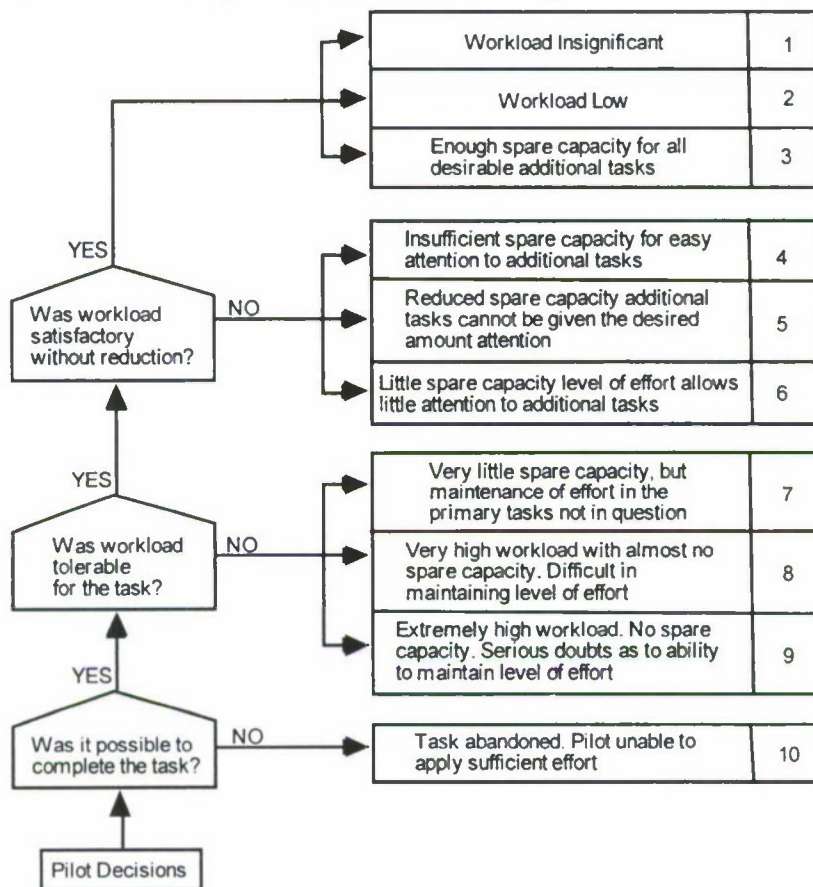 Workload Insignificant
1
Workload Low
2
Enough spare capacity for all
desirable additional tasks
3
YES
Was workload
satisfactory
without reduction?
NO
Insufficient spare capacity for easy
attention to additional tasks
4
Reduced spare capacity additional
tasks cannot be given the desired
amount attention
5
Little spare capacity level of effort allows
little attention to additional tasks
6
YES
Was workload
tolerable
for the task?
NO
Very little spare capacity, but
maintenance of effort in the
primary tasks not in question
7
Very high workload with almost no
spare capacity. Difficult in
maintaining level of effort
8
Extremely high workload. No spare
capacity. Serious doubts as to ability
to maintain level of effort
9
YES
Was it possible to
complete the task?
NO
Task abandoned. Pilot unable to
apply sufficient effort
10
Pilot Decisions